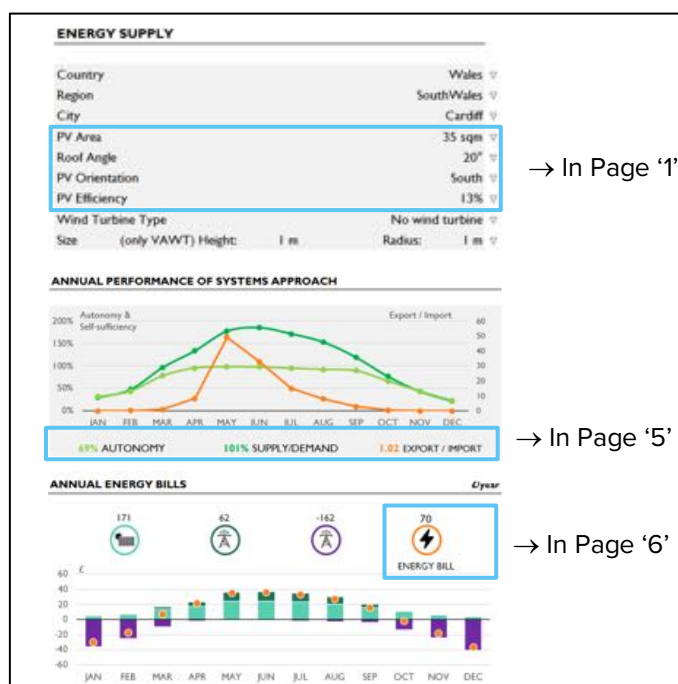 ENERGY SUPPLY
Country Wales
Region SouthWales
City Cardiff
PV Area 35 sqm
Roof Angle 20°
PV Orientation South
PV Efficiency 13%
→ In Page ‘1’
Wind Turbine Type No wind turbine
Size (only VAWT) Height: 1 m Radius: 1 m
ANNUAL PERFORMANCE OF SYSTEMS APPROACH
Autonomy & Self-sufficiency
Export / Import
200% 60
50
150% 40
100% 30
20
50% 10
0% 0
JAN FEB MAR APR MAY JUN JUL AUG SEP OCT NOV DEC
69% AUTONOMY 101% SUPPLY/DEMAND 1.02 EXPORT / IMPORT
→ In Page ‘5’
ANNUAL ENERGY BILLS £/year
171 62 -162 70
ENERGY BILL
→ In Page ‘6’
£
60
40
20
0
-20
-40
-60
JAN FEB MAR APR MAY JUN JUL AUG SEP OCT NOV DEC